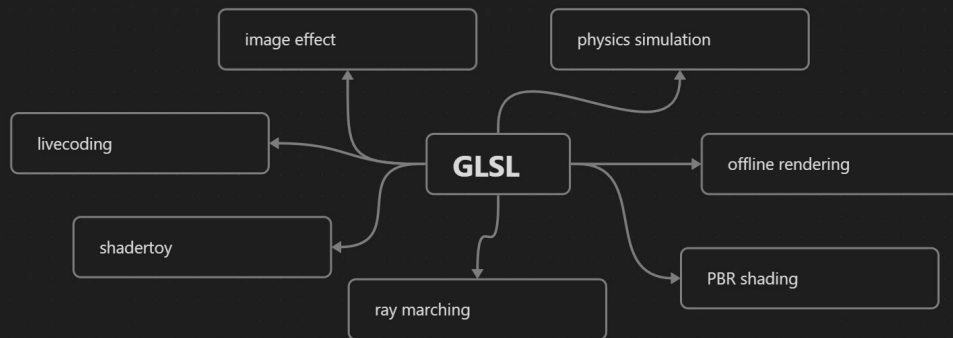 image effect
physics simulation
livecoding
GLSL
offline rendering
shadertoy
PBR shading
ray marching